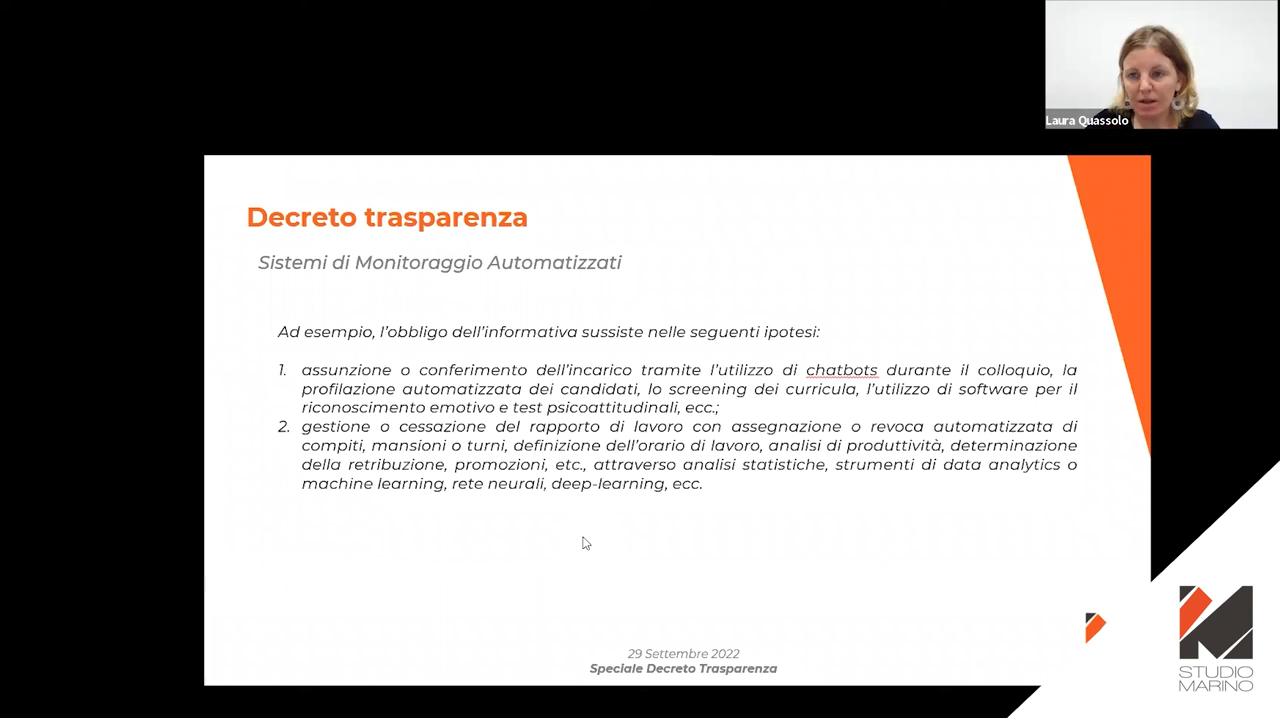 Laura Quassolo
Decreto trasparenza
Sistemi di Monitoraggio Automatizzati
Ad esempio, l'obbligo dell'informativa sussiste nelle seguenti ipotesi:
1. assunzione o conferimento dell'incarico tramite l'utilizzo di chatbots durante il colloquio, la
profilazione automatizzata dei candidati, lo screening dei curricula, l'utilizzo di software per il
riconoscimento emotivo e test psicoattitudinali, ecc.;
2. gestione o cessazione del rapporto di lavoro con assegnazione o revoca automatizzata di
compiti, mansioni o turni, definizione dell'orario di lavoro, analisi di produttività, determinazione
della retribuzione, promozioni, etc., attraverso analisi statistiche, strumenti di data analytics o
machine learning, rete neurali, deep-learning, ecc.
29 Settembre 2022
Speciale Decreto Trasparenza
STUDIO
MARINO